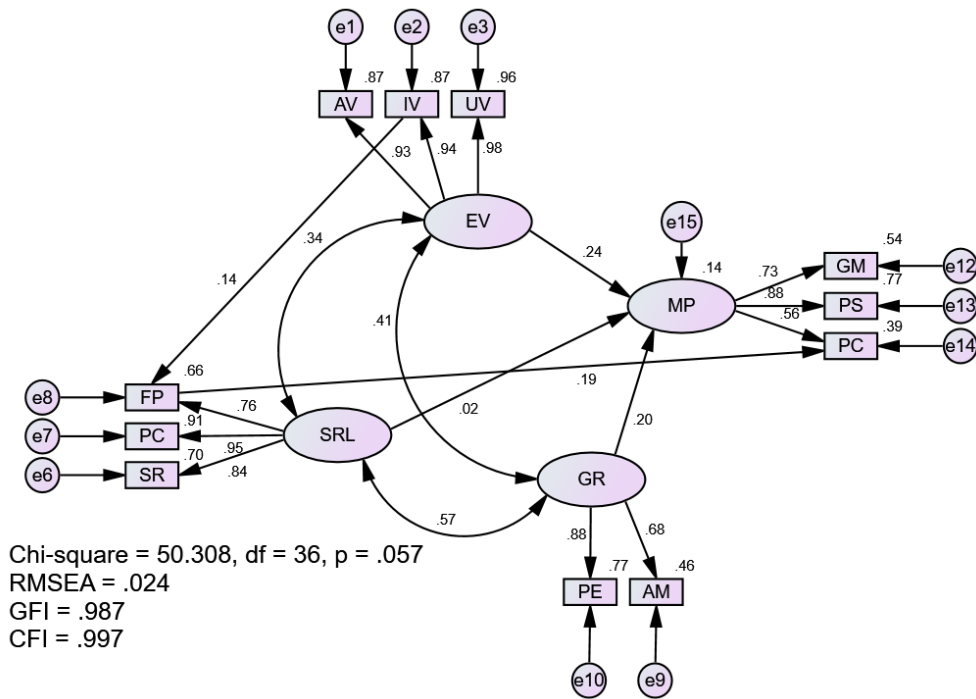 e1 e2 e3
.87 .87 .96
AV IV UV
.93 .94 .98
EV
e15
.34
.24
.54
.14
GM e12
.73
.77
.14
.88
MP
PS e13
.41
.56
.39
PC e14
.66
e8 FP
.19
.76
.02
.91
e7 PC
SRL
.20
.95
.70
e6 SR
.84
GR
.57
.88 .68
Chi-square = 50.308, df = 36, p = .057
.77 .46
RMSEA = .024
PE AM
GFI = .987
CFI = .997
e10 e9